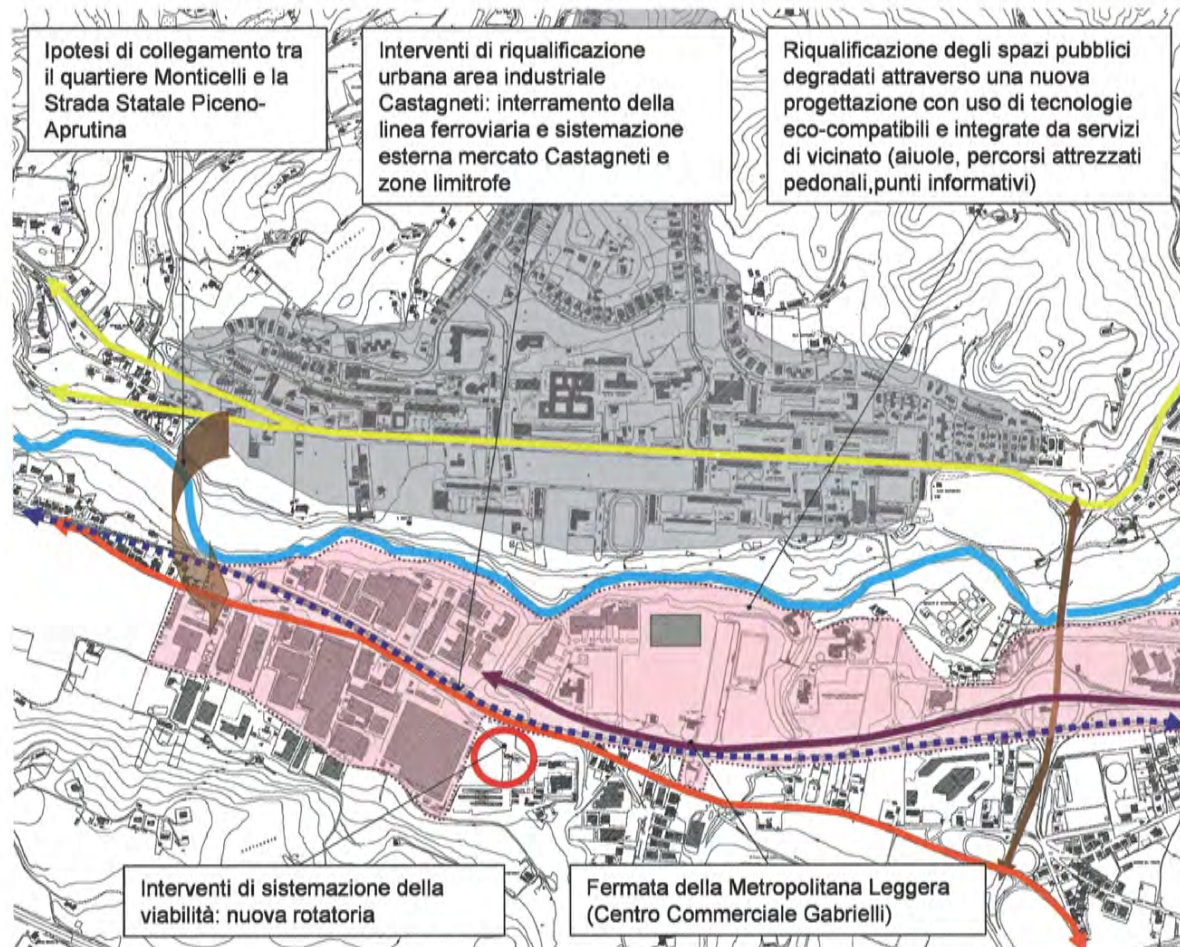 Ipotesi di collegamento tra
il quartiere Monticelli e la
Strada Statale Piceno-
Aprutina
Interventi di riqualificazione
urbana area industriale
Castagneti: interramento della
linea ferroviaria e sistemazione
esterna mercato Castagneti e
zone limitrofe
Riqualificazione degli spazi pubblici
degradati attraverso una nuova
progettazione con uso di tecnologie
eco-compatibili e integrate da servizi
di vicinato (aiuole, percorsi attrezzati
pedonali,punti informativi)
Interventi di sistemazione della
viabilità: nuova rotatoria
Fermata della Metropolitana Leggera
(Centro Commerciale Gabrielli)